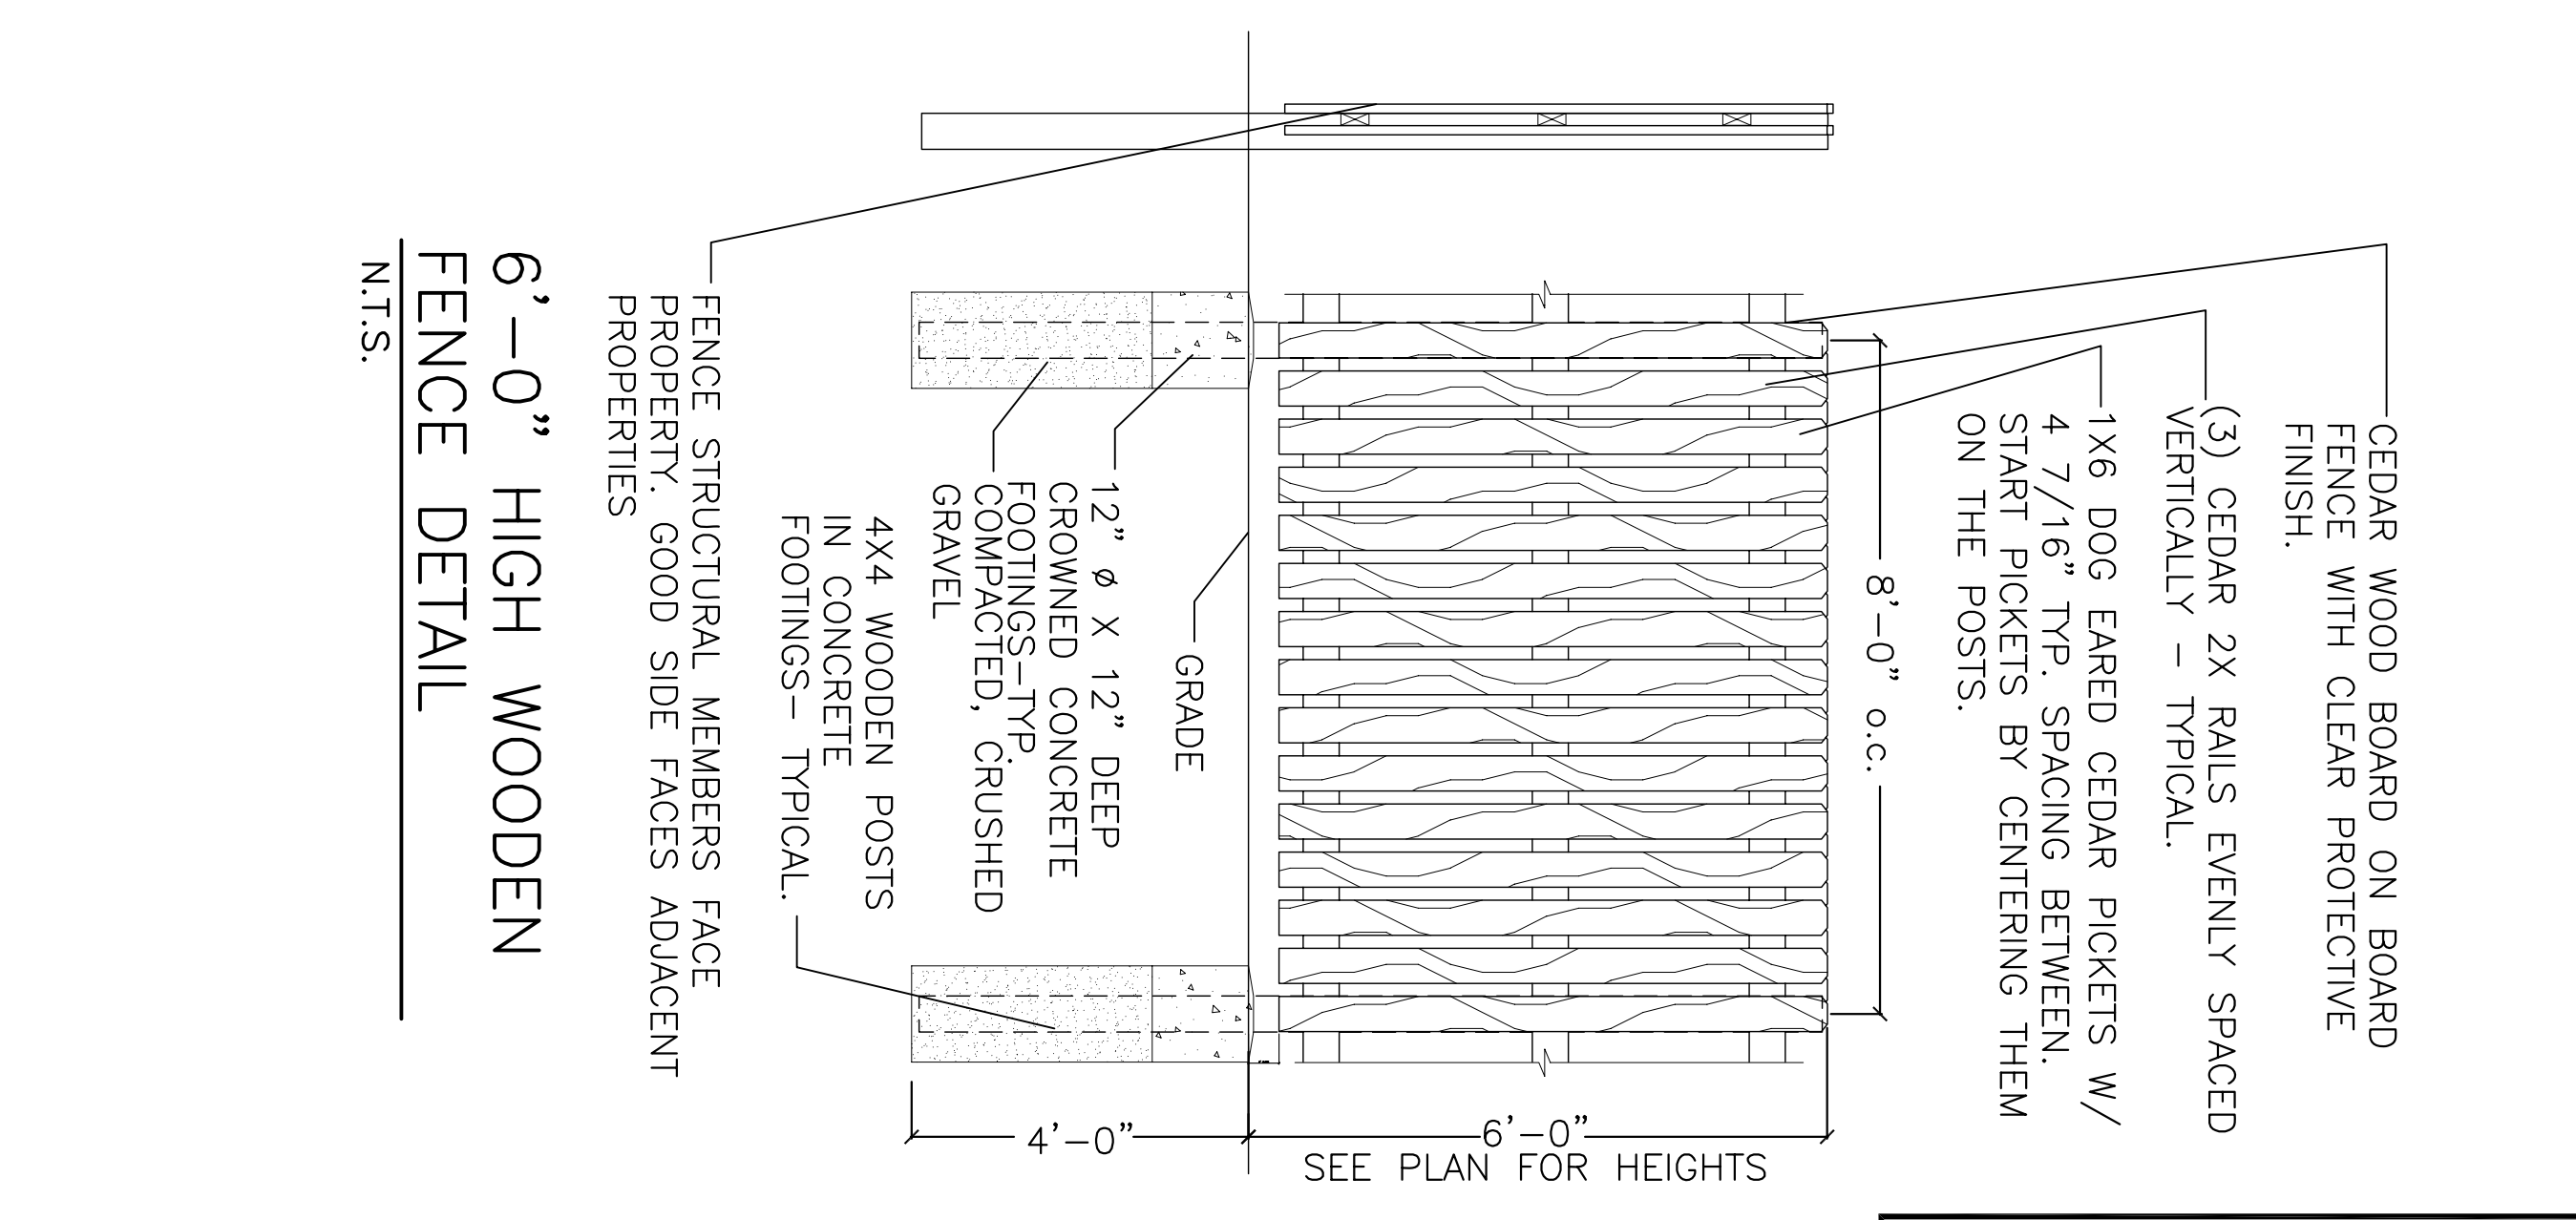 CEDAR WOOD BOARD ON BOARD
FENCE WITH CLEAR PROTECTIVE
FINISH.
(3) CEDAR 2X RAILS EVENLY SPACED
VERTICALLY - TYPICAL.
1X6 DOG EARED CEDAR PICKETS W/
4 7/16" TYP. SPACING BETWEEN.
START PICKETS BY CENTERING THEM
ON THE POSTS.
8'-0" o.c.
6'-0"
SEE PLAN FOR HEIGHTS
4'-0"
GRADE
12" ø X 12" DEEP
CROWNED CONCRETE
FOOTINGS-TYP.
COMPACTED, CRUSHED
GRAVEL
4X4 WOODEN POSTS
IN CONCRETE
FOOTINGS- TYPICAL.
FENCE STRUCTURAL MEMBERS FACE
PROPERTY. GOOD SIDE FACES ADJACENT
PROPERTIES
6'-0" HIGH WOODEN
FENCE DETAIL
N.T.S.